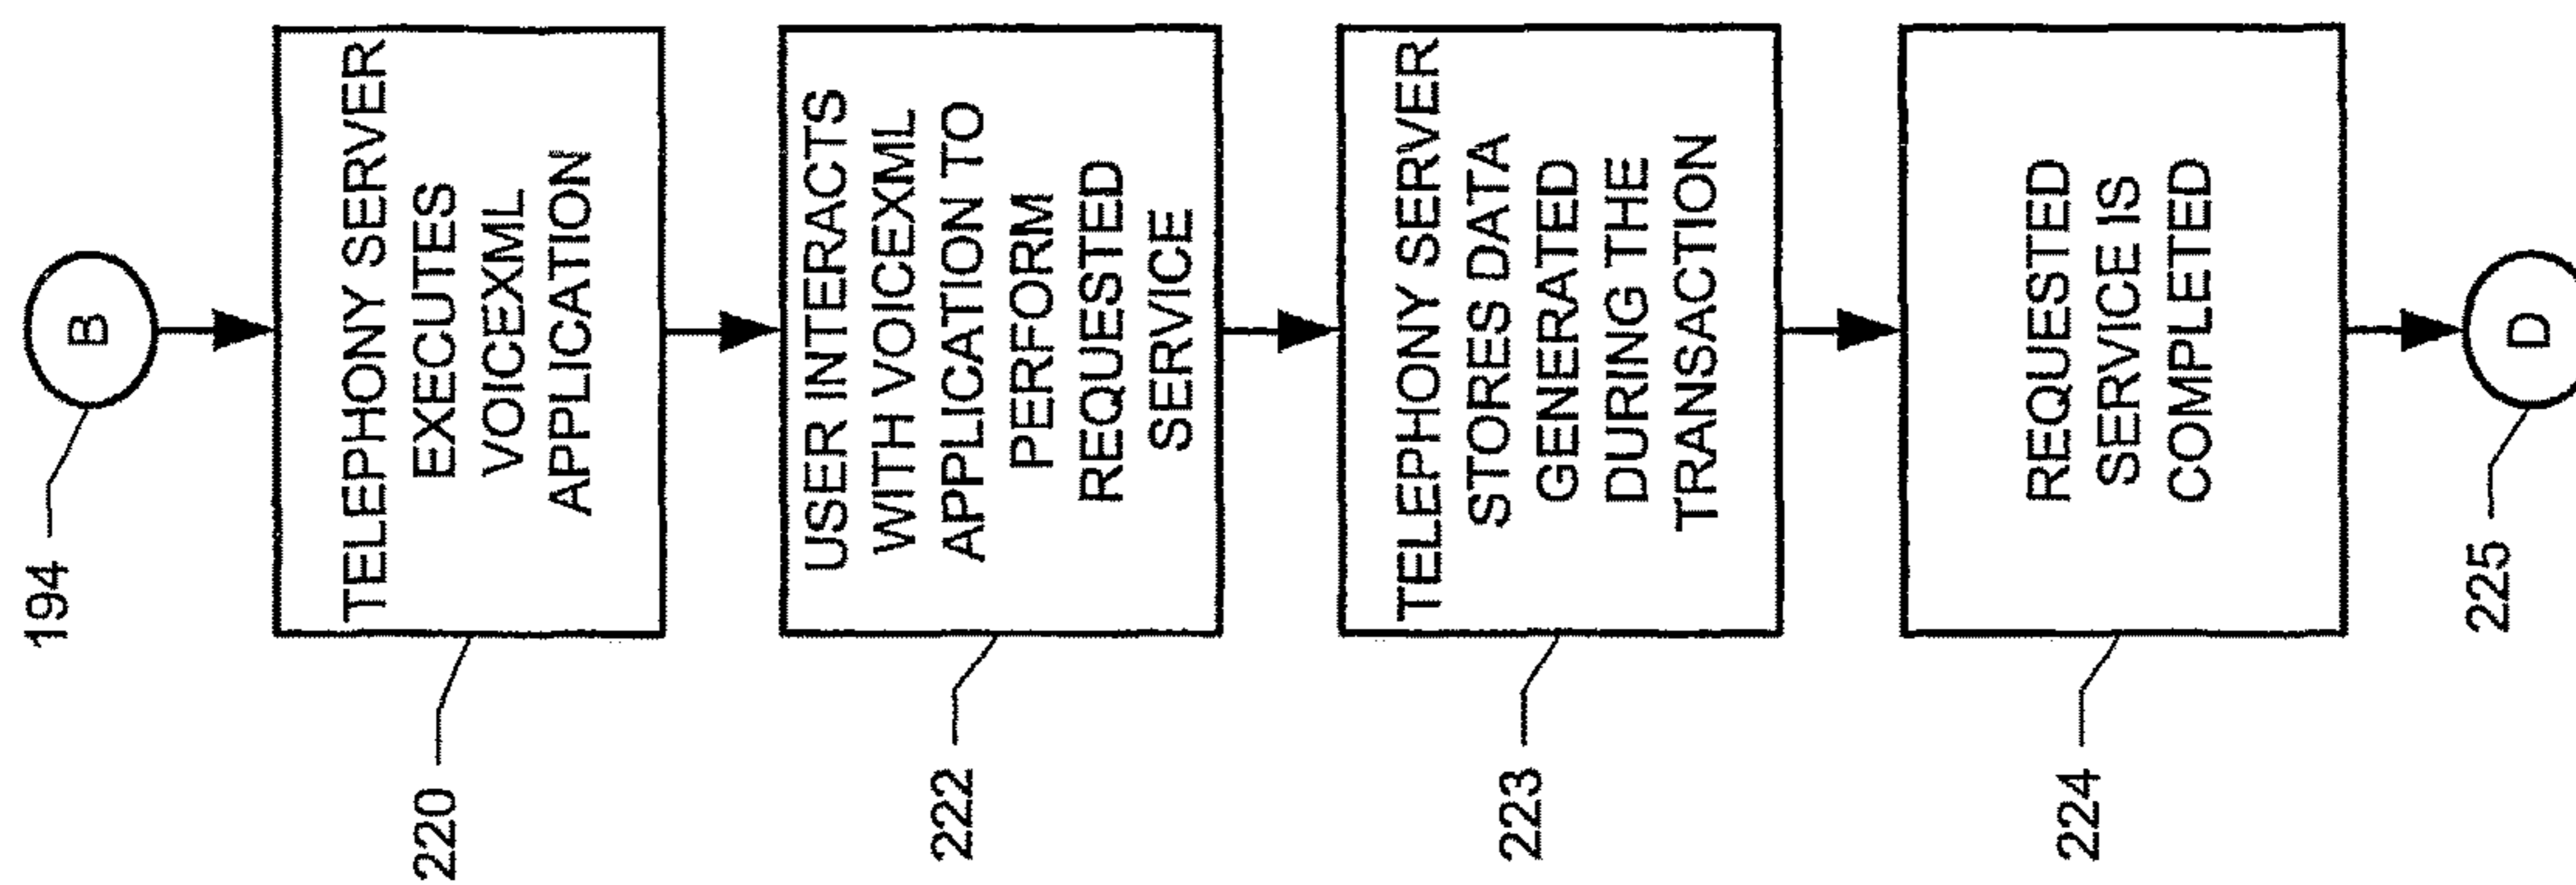 194
B
220
TELEPHONY SERVER
EXECUTES
VOICEXML
APPLICATION
222
USER INTERACTS
WITH VOICEXML
APPLICATION TO
PERFORM
REQUESTED
SERVICE
223
TELEPHONY SERVER
STORES DATA
GENERATED
DURING THE
TRANSACTION
224
REQUESTED
SERVICE IS
COMPLETED
225
D